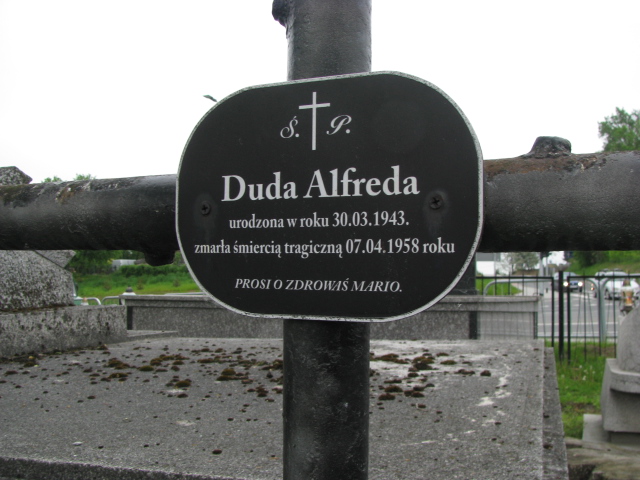 Ś. P.
Duda Alfreda
urodzona w roku 30.03.1943.
zmarła śmiercią tragiczną 07.04.1958 roku
PROSI O ZDROWAŚ MARIO.